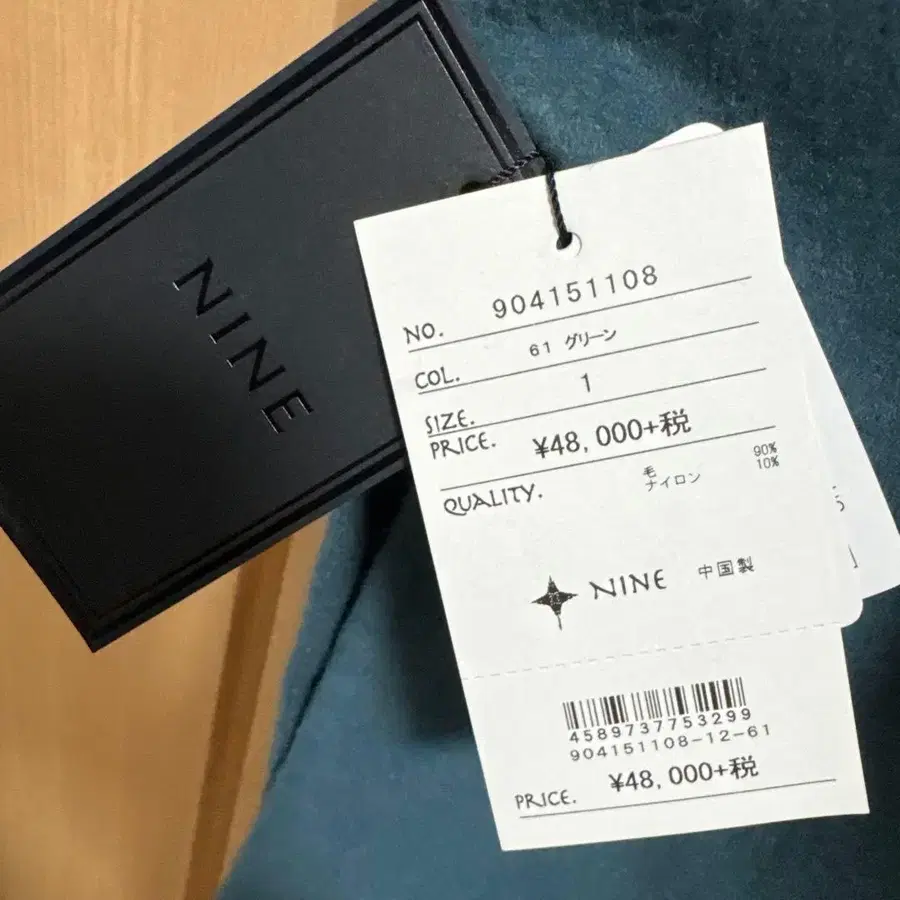 NINE
NO. 904151108
COL. 61 グリーン
SIZE. 1
PRICE. ¥48,000+税
QUALITY. 毛 90%
ナイロン 10%
NINE 中国製
4589737753299
904151108-12-61
PRICE. ¥48,000+税